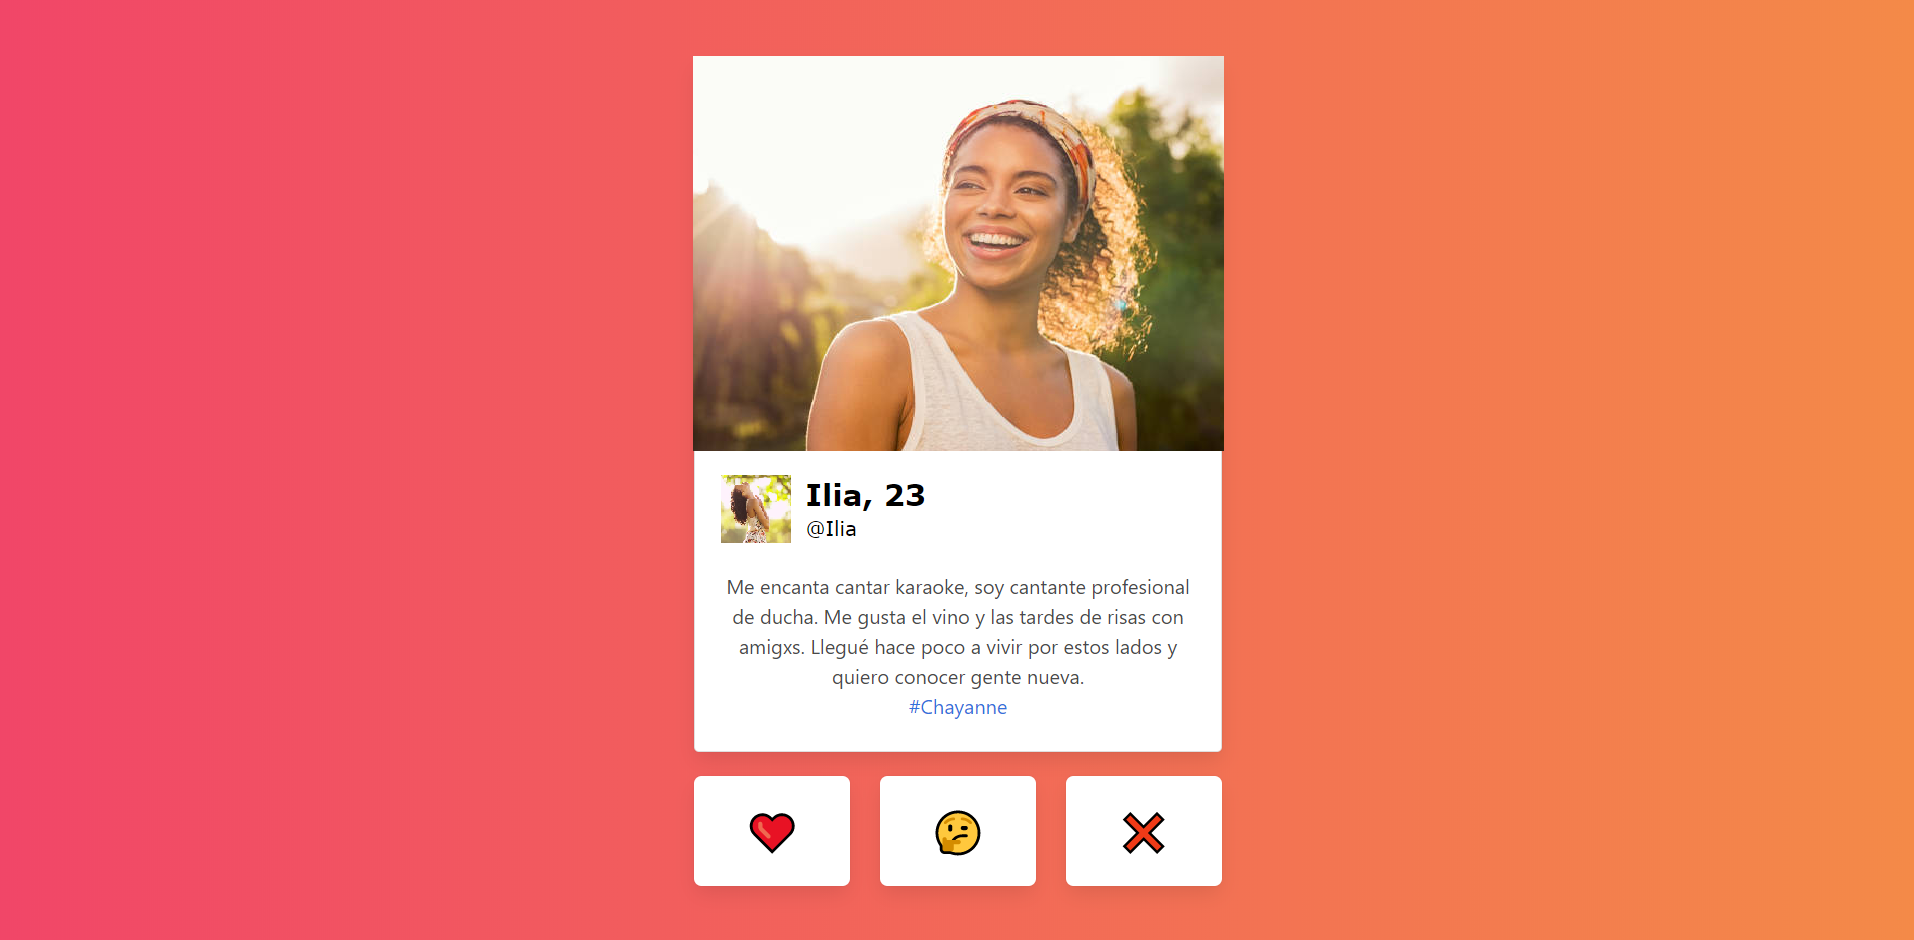 Ilia, 23
@Ilia
Me encanta cantar karaoke, soy cantante profesional
de ducha. Me gusta el vino y las tardes de risas con
amigxs. Llegué hace poco a vivir por estos lados y
quiero conocer gente nueva.
#Chayanne